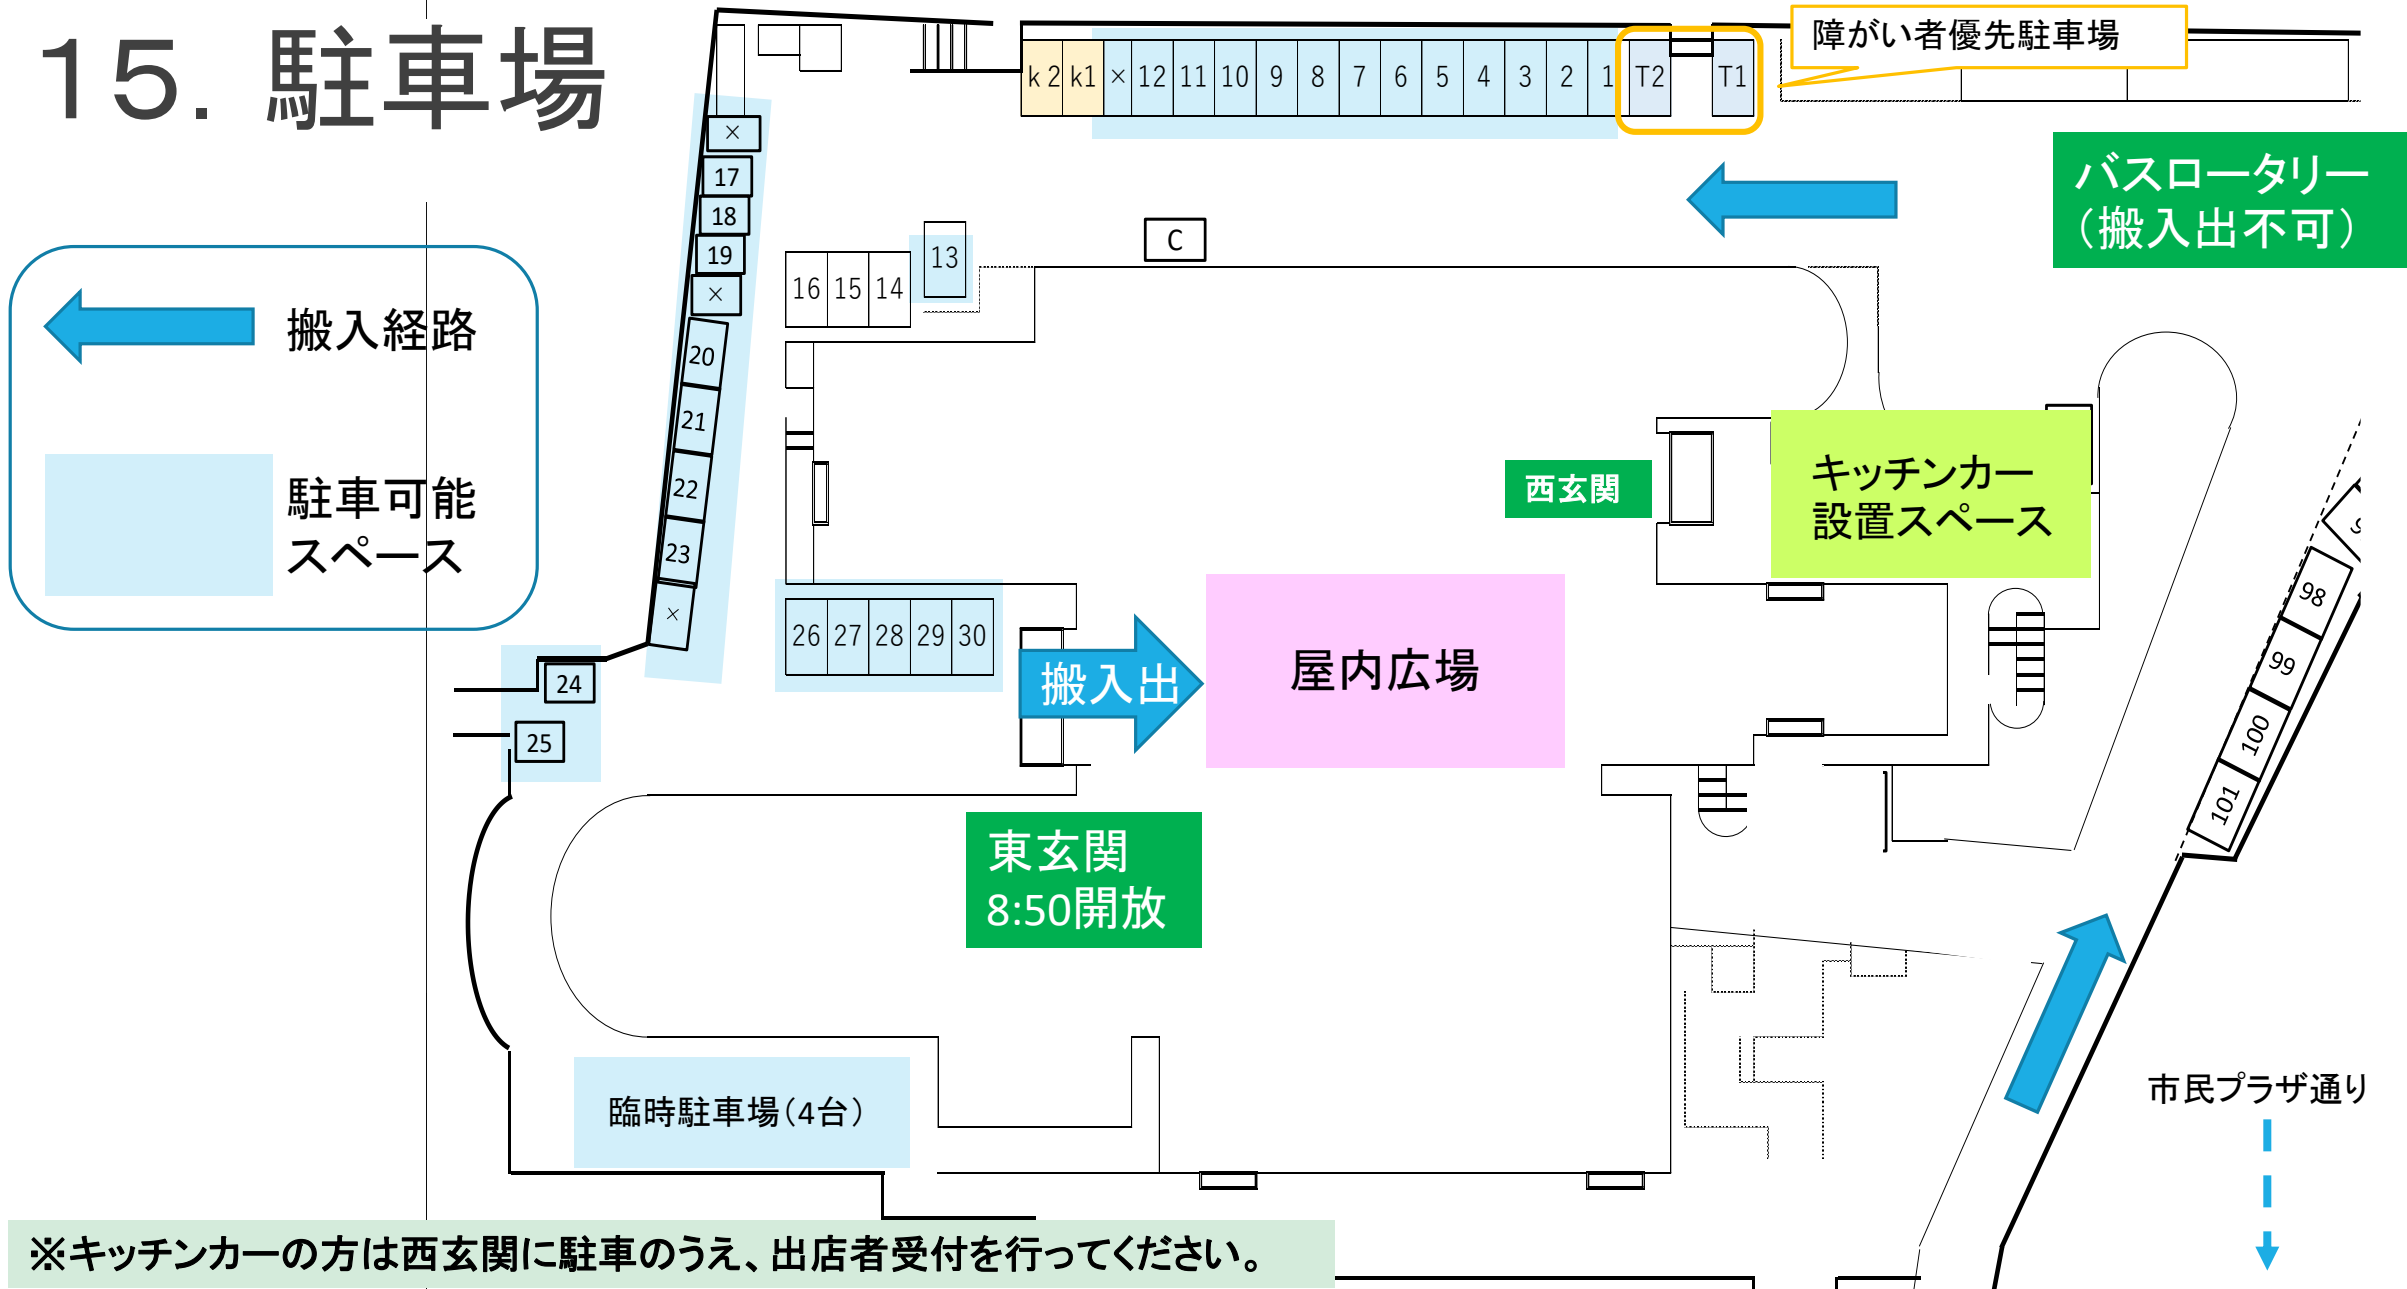 15. 駐車場
障がい者優先駐車場
k2 k1 × 12 11 10 9 8 7 6 5 4 3 2 1 T2 T1
バスロータリー
（搬入出不可）
×
17
18
19
×
20
21
22
23
×
C
16 15 14 13
搬入経路
駐車可能
スペース
西玄関
キッチンカー
設置スペース
26 27 28 29 30
搬入出
屋内広場
24
25
98
99
100
101
東玄関
8:50開放
臨時駐車場（4台）
市民プラザ通り
※キッチンカーの方は西玄関に駐車のうえ、出店者受付を行ってください。